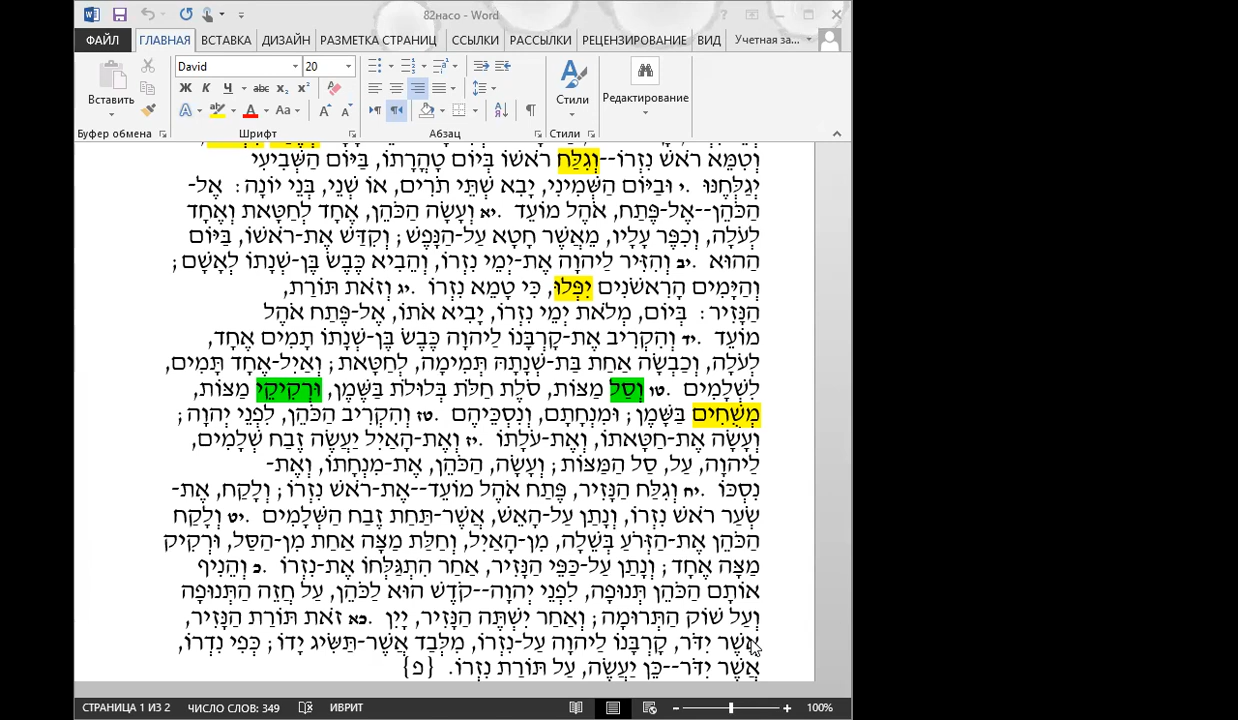 82насо - Word
ФАЙЛ ГЛАВНАЯ ВСТАВКА ДИЗАЙН РАЗМЕТКА СТРАНИЦ ССЫЛКИ РАССЫЛКИ РЕЦЕНЗИРОВАНИЕ ВИД Учетная за...
David 20
Вставить Ж К Ч abc x₂ x² Стили Редактирование
Буфер обмена Шрифт Абзац Стили
וְטִמֵּא רֹאשׁ נִזְרוֹ--וְגִלַּח רֹאשׁוֹ בְּיוֹם טָהֳרָתוֹ, בַּיּוֹם הַשְּׁבִיעִי
יְגַלְּחֶנּוּ. י וּבַיּוֹם הַשְּׁמִינִי, יָבִא שְׁתֵּי תֹרִים, אוֹ שְׁנֵי, בְּנֵי יוֹנָה: אֶל-
הַכֹּהֵן--אֶל-פֶּתַח, אֹהֶל מוֹעֵד. יא וְעָשָׂה הַכֹּהֵן, אֶחָד לְחַטָּאת וְאֶחָד
לְעֹלָה, וְכִפֶּר עָלָיו, מֵאֲשֶׁר חָטָא עַל-הַנָּפֶשׁ; וְקִדַּשׁ אֶת-רֹאשׁוֹ, בַּיּוֹם
הַהוּא. יב וְהִזִּיר לַיהוָה אֶת-יְמֵי נִזְרוֹ, וְהֵבִיא כֶּבֶשׂ בֶּן-שְׁנָתוֹ לְאָשָׁם;
וְהַיָּמִים הָרִאשֹׁנִים יִפְּלוּ, כִּי טָמֵא נִזְרוֹ. יג וְזֹאת תּוֹרַת,
הַנָּזִיר: בְּיוֹם, מְלֹאת יְמֵי נִזְרוֹ, יָבִיא אֹתוֹ, אֶל-פֶּתַח אֹהֶל
מוֹעֵד. יד וְהִקְרִיב אֶת-קָרְבָּנוֹ לַיהוָה כֶּבֶשׂ בֶּן-שְׁנָתוֹ תָמִים אֶחָד,
לְעֹלָה, וְכַבְשָׂה אַחַת בַּת-שְׁנָתָהּ תְּמִימָה, לְחַטָּאת; וְאַיִל-אֶחָד תָּמִים,
לִשְׁלָמִים. טו וְסַל מַצּוֹת, סֹלֶת חַלֹּת בְּלוּלֹת בַּשֶּׁמֶן, וּרְקִיקֵי מַצּוֹת,
מְשֻׁחִים בַּשָּׁמֶן; וּמִנְחָתָם, וְנִסְכֵּיהֶם. טז וְהִקְרִיב הַכֹּהֵן, לִפְנֵי יְהוָה;
וְעָשָׂה אֶת-חַטָּאתוֹ, וְאֶת-עֹלָתוֹ. יז וְאֶת-הָאַיִל יַעֲשֶׂה זֶבַח שְׁלָמִים,
לַיהוָה, עַל, סַל הַמַּצּוֹת; וְעָשָׂה, הַכֹּהֵן, אֶת-מִנְחָתוֹ, וְאֶת-
נִסְכּוֹ. יח וְגִלַּח הַנָּזִיר, פֶּתַח אֹהֶל מוֹעֵד--אֶת-רֹאשׁ נִזְרוֹ; וְלָקַח, אֶת-
שְׂעַר רֹאשׁ נִזְרוֹ, וְנָתַן עַל-הָאֵשׁ, אֲשֶׁר-תַּחַת זֶבַח הַשְּׁלָמִים. יט וְלָקַח
הַכֹּהֵן אֶת-הַזְּרֹעַ בְּשֵׁלָה, מִן-הָאַיִל, וְחַלַּת מַצָּה אַחַת מִן-הַסַּל, וּרְקִיק
מַצָּה אֶחָד; וְנָתַן עַל-כַּפֵּי הַנָּזִיר, אַחַר הִתְגַּלְּחוֹ אֶת-נִזְרוֹ. כ וְהֵנִיף
אוֹתָם הַכֹּהֵן תְּנוּפָה, לִפְנֵי יְהוָה--קֹדֶשׁ הוּא לַכֹּהֵן, עַל חֲזֵה הַתְּנוּפָה
וְעַל שׁוֹק הַתְּרוּמָה; וְאַחַר יִשְׁתֶּה הַנָּזִיר, יָיִן. כא זֹאת תּוֹרַת הַנָּזִיר,
אֲשֶׁר יִדֹּר, קָרְבָּנוֹ לַיהוָה עַל-נִזְרוֹ, מִלְּבַד אֲשֶׁר-תַּשִּׂיג יָדוֹ; כְּפִי נִדְרוֹ,
אֲשֶׁר יִדֹּר--כֵּן יַעֲשֶׂה, עַל תּוֹרַת נִזְרוֹ. {פ}
СТРАНИЦА 1 ИЗ 2 ЧИСЛО СЛОВ: 349 ИВРИТ 100%